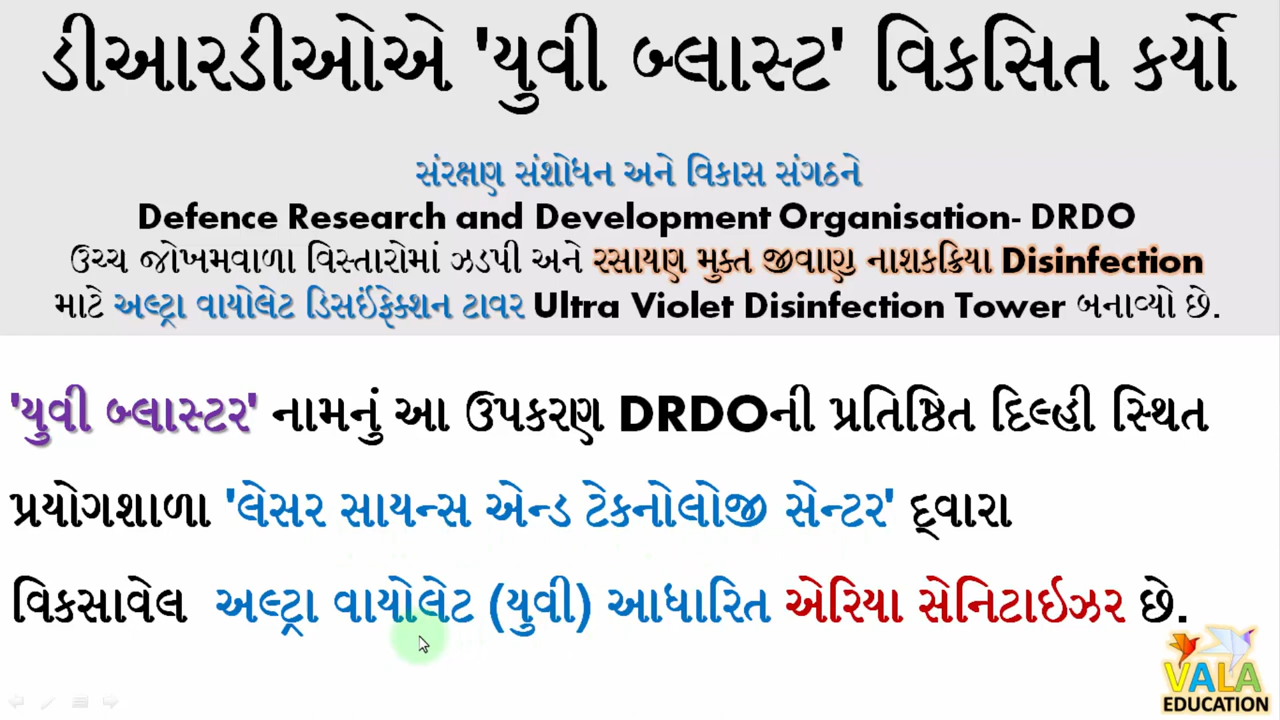 ડીઆરડીઓએ 'યુવી બ્લાસ્ટ' વિકસિત કર્યો
સંરક્ષણ સંશોધન અને વિકાસ સંગઠને
Defence Research and Development Organisation- DRDO
ઉચ્ચ જોખમવાળા વિસ્તારોમાં ઝડપી અને રસાયણ મુક્ત જીવાણુ નાશકક્રિયા Disinfection
માટે અલ્ટ્રા વાયોલેટ ડિસઇંફેક્શન ટાવર Ultra Violet Disinfection Tower બનાવ્યો છે.
'યુવી બ્લાસ્ટર' નામનું આ ઉપકરણ DRDOની પ્રતિષ્ઠિત દિલ્હી સ્થિત
પ્રયોગશાળા 'લેસર સાયન્સ એન્ડ ટેકનોલોજી સેન્ટર' દ્વારા
વિકસાવેલ અલ્ટ્રા વાયોલેટ (યુવી) આધારિત એરિયા સેનિટાઇઝર છે.
VALA
EDUCATION